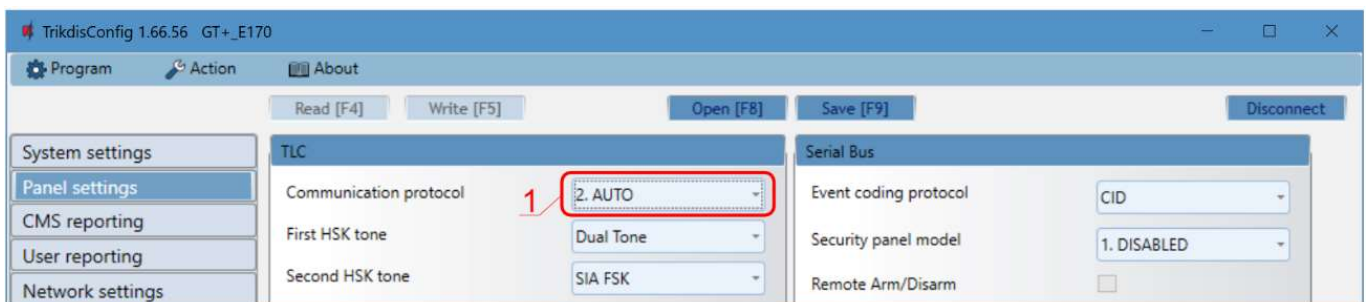 TrikdisConfig 1.66.56 GT+_E170
Program Action About
Read [F4] Write [F5] Open [F8] Save [F9] Disconnect
System settings
Panel settings
CMS reporting
User reporting
Network settings
TLC
Communication protocol 1 2. AUTO
First HSK tone Dual Tone
Second HSK tone SIA FSK
Serial Bus
Event coding protocol CID
Security panel model 1. DISABLED
Remote Arm/Disarm